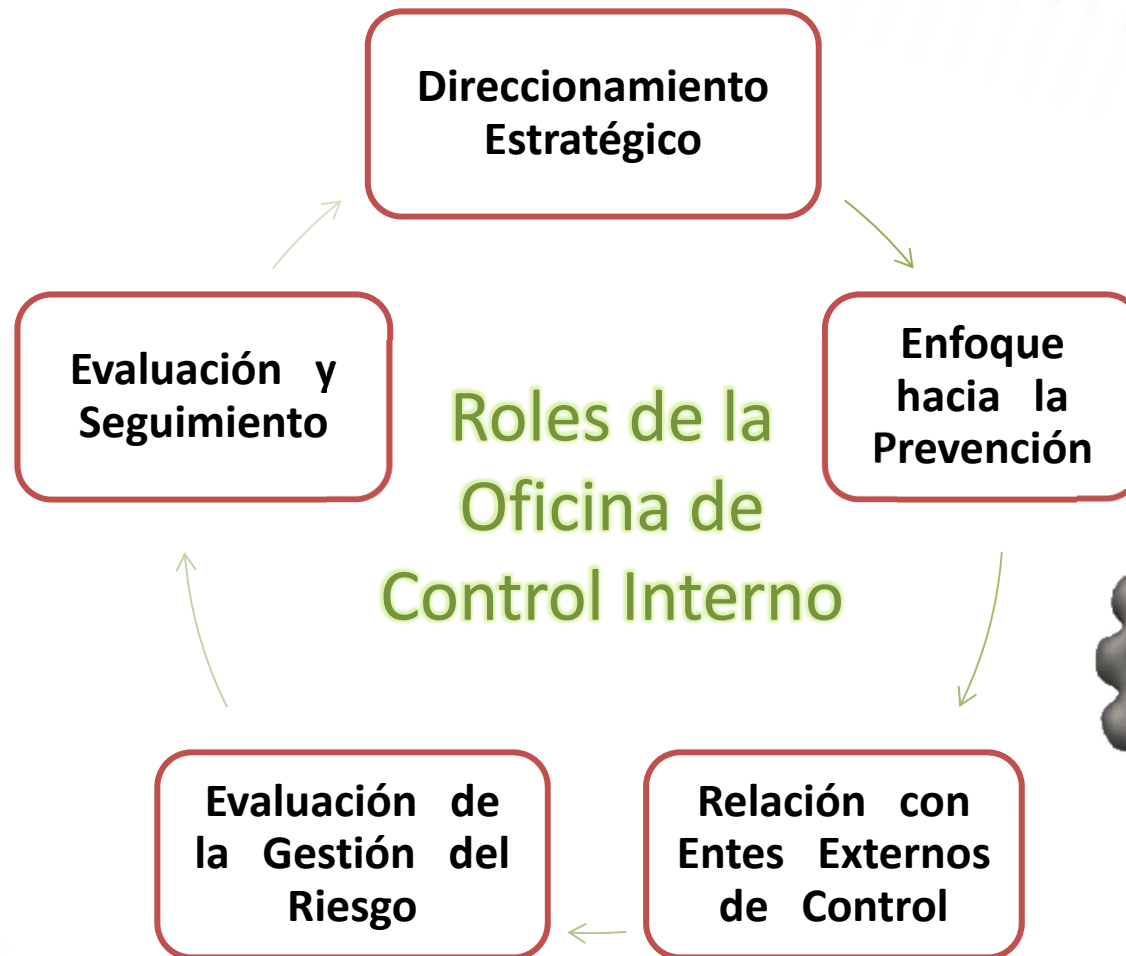 Direccionamiento
Estratégico
Enfoque
hacia la
Prevención
Relación con
Entes Externos
de Control
Evaluación de
la Gestión del
Riesgo
Evaluación y
Seguimiento
Roles de la
Oficina de
Control Interno